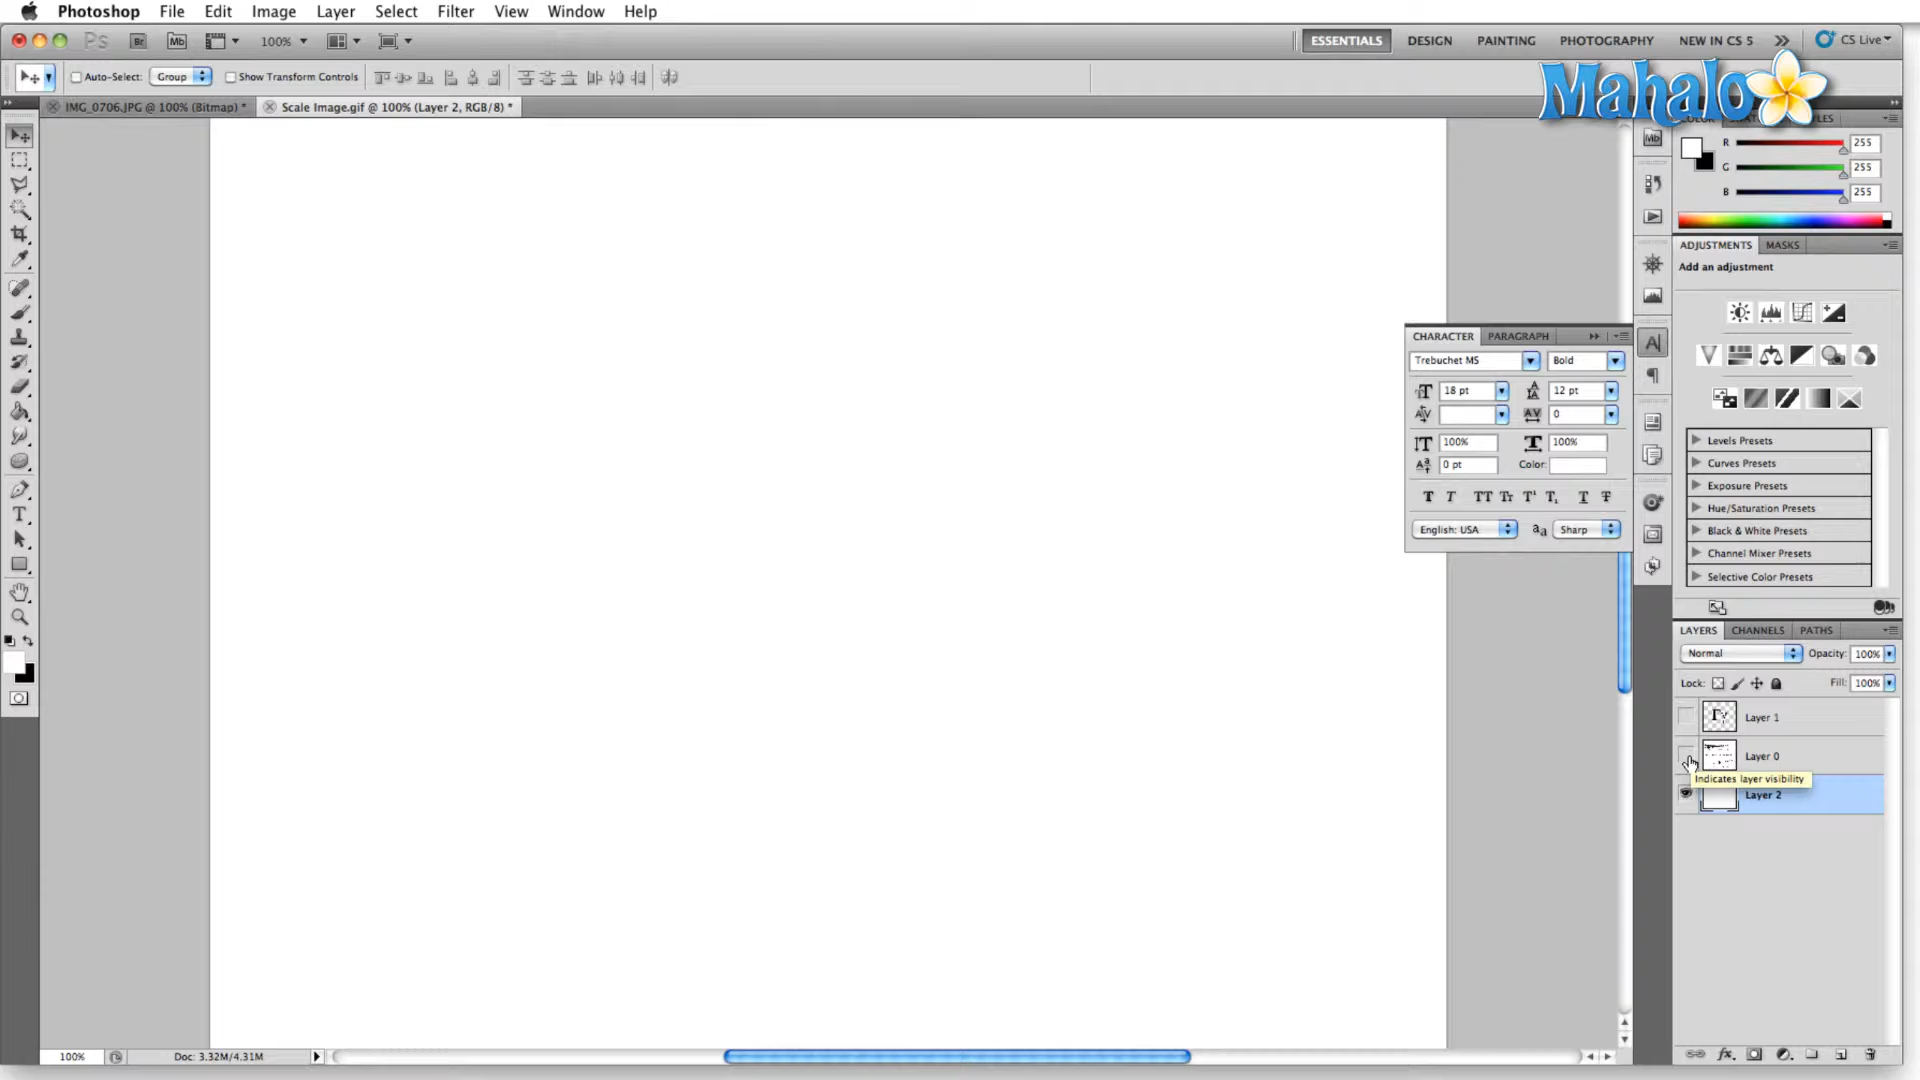 Photoshop File Edit Image Layer Select Filter View Window Help
Ps Br Mb 100% ESSENTIALS DESIGN PAINTING PHOTOGRAPHY NEW IN CS 5 CS Live
Auto-Select: Group Show Transform Controls
Mahalo
IMG_0706.JPG @ 100% (Bitmap) * Scale Image.gif @ 100% (Layer 2, RGB/8) *
Mb
R 255
G 255
B 255
ADJUSTMENTS MASKS
Add an adjustment
CHARACTER PARAGRAPH
Trebuchet MS Bold
18 pt 12 pt
0
100% 100%
0 pt Color:
English: USA Sharp
Levels Presets
Curves Presets
Exposure Presets
Hue/Saturation Presets
Black & White Presets
Channel Mixer Presets
Selective Color Presets
LAYERS CHANNELS PATHS
Normal Opacity: 100%
Lock: Fill: 100%
Layer 1
Layer 0
Indicates layer visibility
Layer 2
100% Doc: 3.32M/4.31M